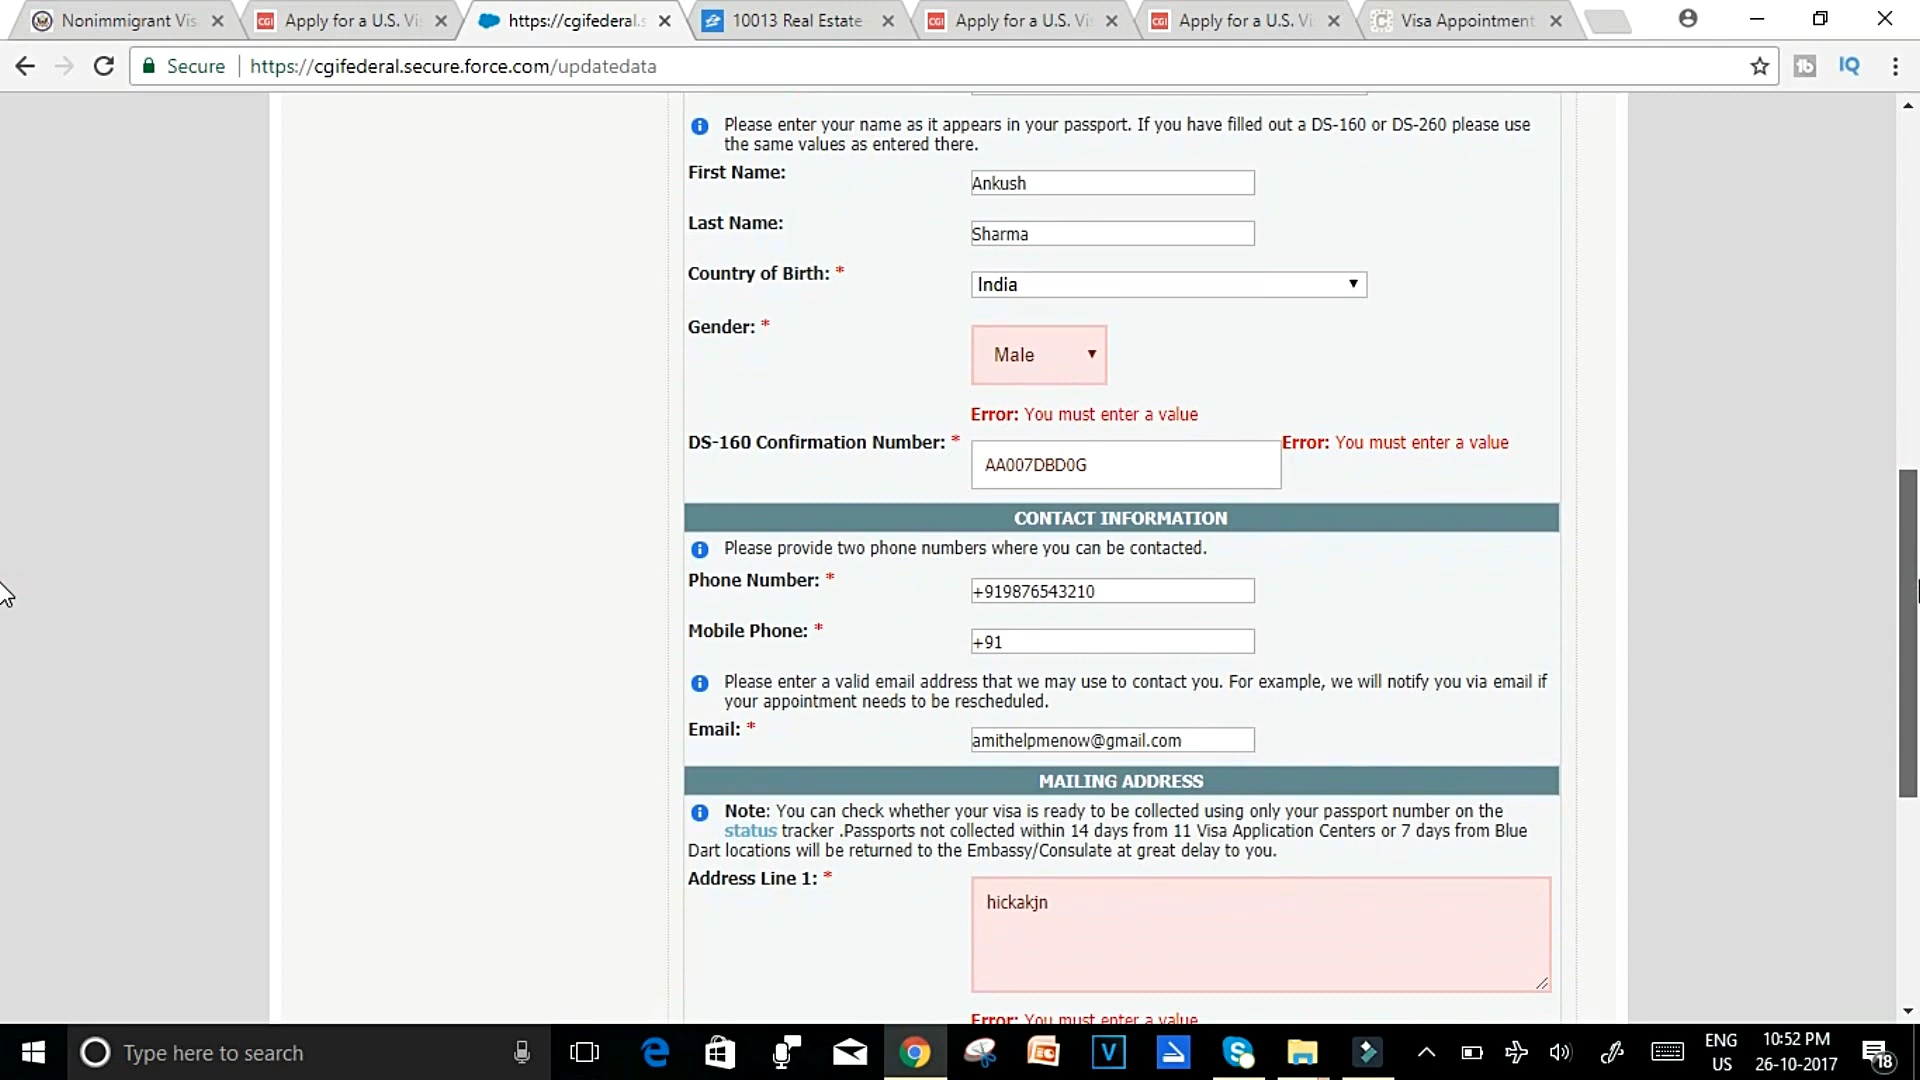 Nonimmigrant Vis
Apply for a U.S. Vi
https://cgifederal.s
10013 Real Estate
Apply for a U.S. Vi
Apply for a U.S. Vi
Visa Appointment
Secure | https://cgifederal.secure.force.com/updatedata
Please enter your name as it appears in your passport. If you have filled out a DS-160 or DS-260 please use
the same values as entered there.
First Name:
Ankush
Last Name:
Sharma
Country of Birth: *
India
Gender: *
Male
Error: You must enter a value
DS-160 Confirmation Number: *
AA007DBD0G
Error: You must enter a value
CONTACT INFORMATION
Please provide two phone numbers where you can be contacted.
Phone Number: *
+919876543210
Mobile Phone: *
+91
Please enter a valid email address that we may use to contact you. For example, we will notify you via email if
your appointment needs to be rescheduled.
Email: *
amithelpmenow@gmail.com
MAILING ADDRESS
Note: You can check whether your visa is ready to be collected using only your passport number on the
status tracker .Passports not collected within 14 days from 11 Visa Application Centers or 7 days from Blue
Dart locations will be returned to the Embassy/Consulate at great delay to you.
Address Line 1: *
hickakjn
Error: You must enter a value
Type here to search
ENG
US
10:52 PM
26-10-2017
18